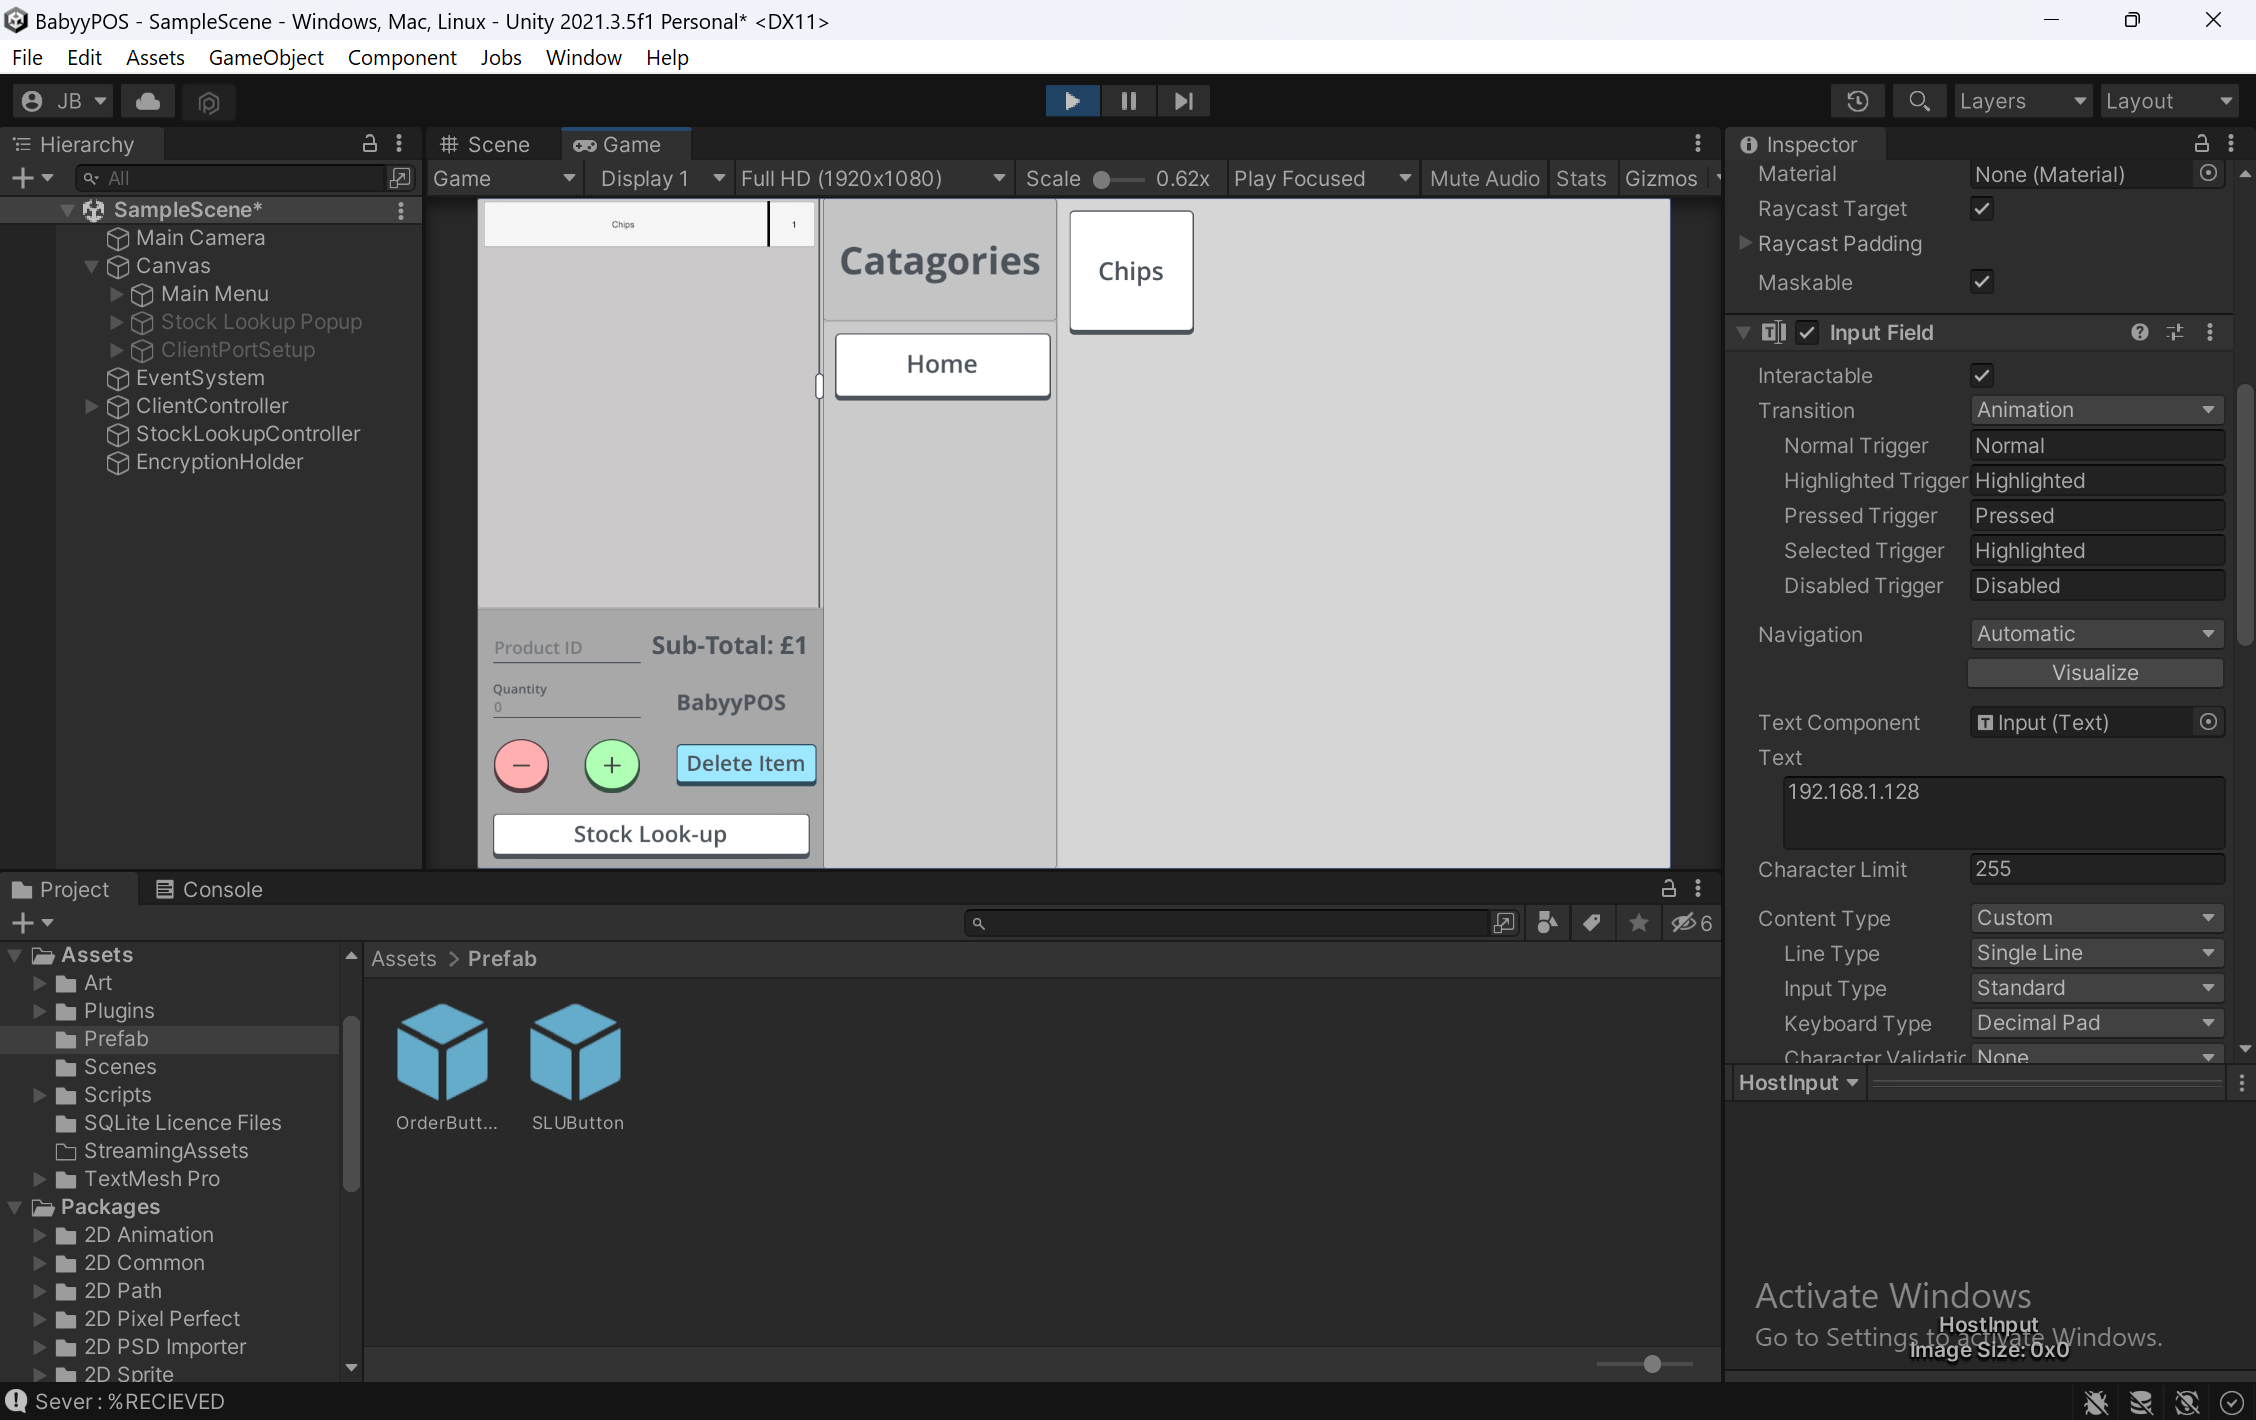 BabyyPOS - SampleScene - Windows, Mac, Linux - Unity 2021.3.5f1 Personal* <DX11>
File Edit Assets GameObject Component Jobs Window Help
JB
Layers
Layout
Hierarchy
All
SampleScene*
Main Camera
Canvas
Main Menu
Stock Lookup Popup
ClientPortSetup
EventSystem
ClientController
StockLookupController
EncryptionHolder
Scene
Game
Game
Display 1
Full HD (1920x1080)
Scale 0.62x
Play Focused
Mute Audio
Stats
Gizmos
Chips
1
Catagories
Home
Chips
Product ID
Sub-Total: £1
Quantity
0
BabyyPOS
−
+
Delete Item
Stock Look-up
Inspector
Material None (Material)
Raycast Target
Raycast Padding
Maskable
Input Field
Interactable
Transition Animation
Normal Trigger Normal
Highlighted Trigger Highlighted
Pressed Trigger Pressed
Selected Trigger Highlighted
Disabled Trigger Disabled
Navigation Automatic
Visualize
Text Component Input (Text)
Text
192.168.1.128
Character Limit 255
Content Type Custom
Line Type Single Line
Input Type Standard
Keyboard Type Decimal Pad
Character Validatic None
HostInput
Activate Windows
Go to Settings to activate Windows.
HostInput
Image Size: 0x0
Project
Console
6
Assets
Art
Plugins
Prefab
Scenes
Scripts
SQLite Licence Files
StreamingAssets
TextMesh Pro
Packages
2D Animation
2D Common
2D Path
2D Pixel Perfect
2D PSD Importer
2D Sprite
Assets > Prefab
OrderButt...
SLUButton
Sever : %RECIEVED